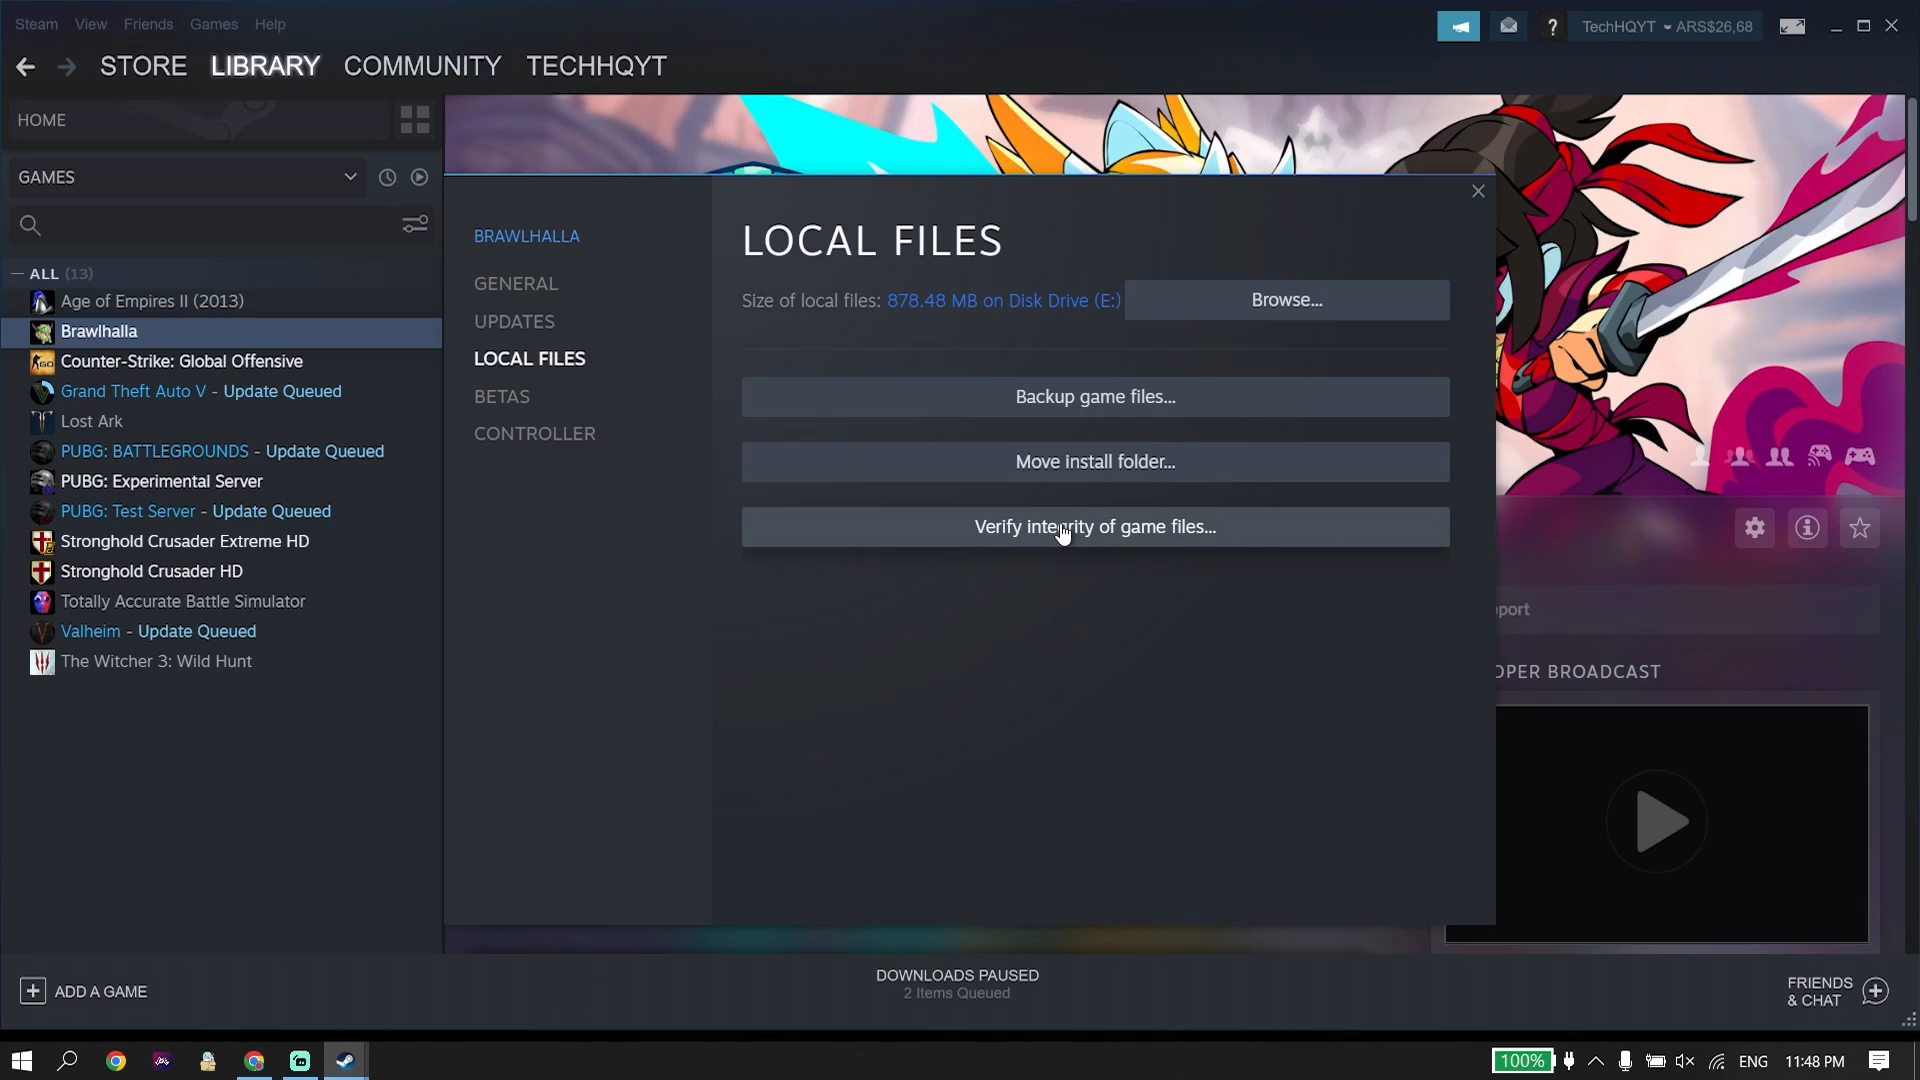 Steam View Friends Games Help
TechHQYT ARS$26,68
STORE LIBRARY COMMUNITY TECHHQYT
HOME
GAMES
ALL (13)
Age of Empires II (2013)
Brawlhalla
Counter-Strike: Global Offensive
Grand Theft Auto V - Update Queued
Lost Ark
PUBG: BATTLEGROUNDS - Update Queued
PUBG: Experimental Server
PUBG: Test Server - Update Queued
Stronghold Crusader Extreme HD
Stronghold Crusader HD
Totally Accurate Battle Simulator
Valheim - Update Queued
The Witcher 3: Wild Hunt
BRAWLHALLA
GENERAL
UPDATES
LOCAL FILES
BETAS
CONTROLLER
LOCAL FILES
Size of local files: 878.48 MB on Disk Drive (E:)
Browse...
Backup game files...
Move install folder...
Verify integrity of game files...
pport
OPER BROADCAST
ADD A GAME
DOWNLOADS PAUSED
2 Items Queued
FRIENDS
& CHAT
100% ENG 11:48 PM